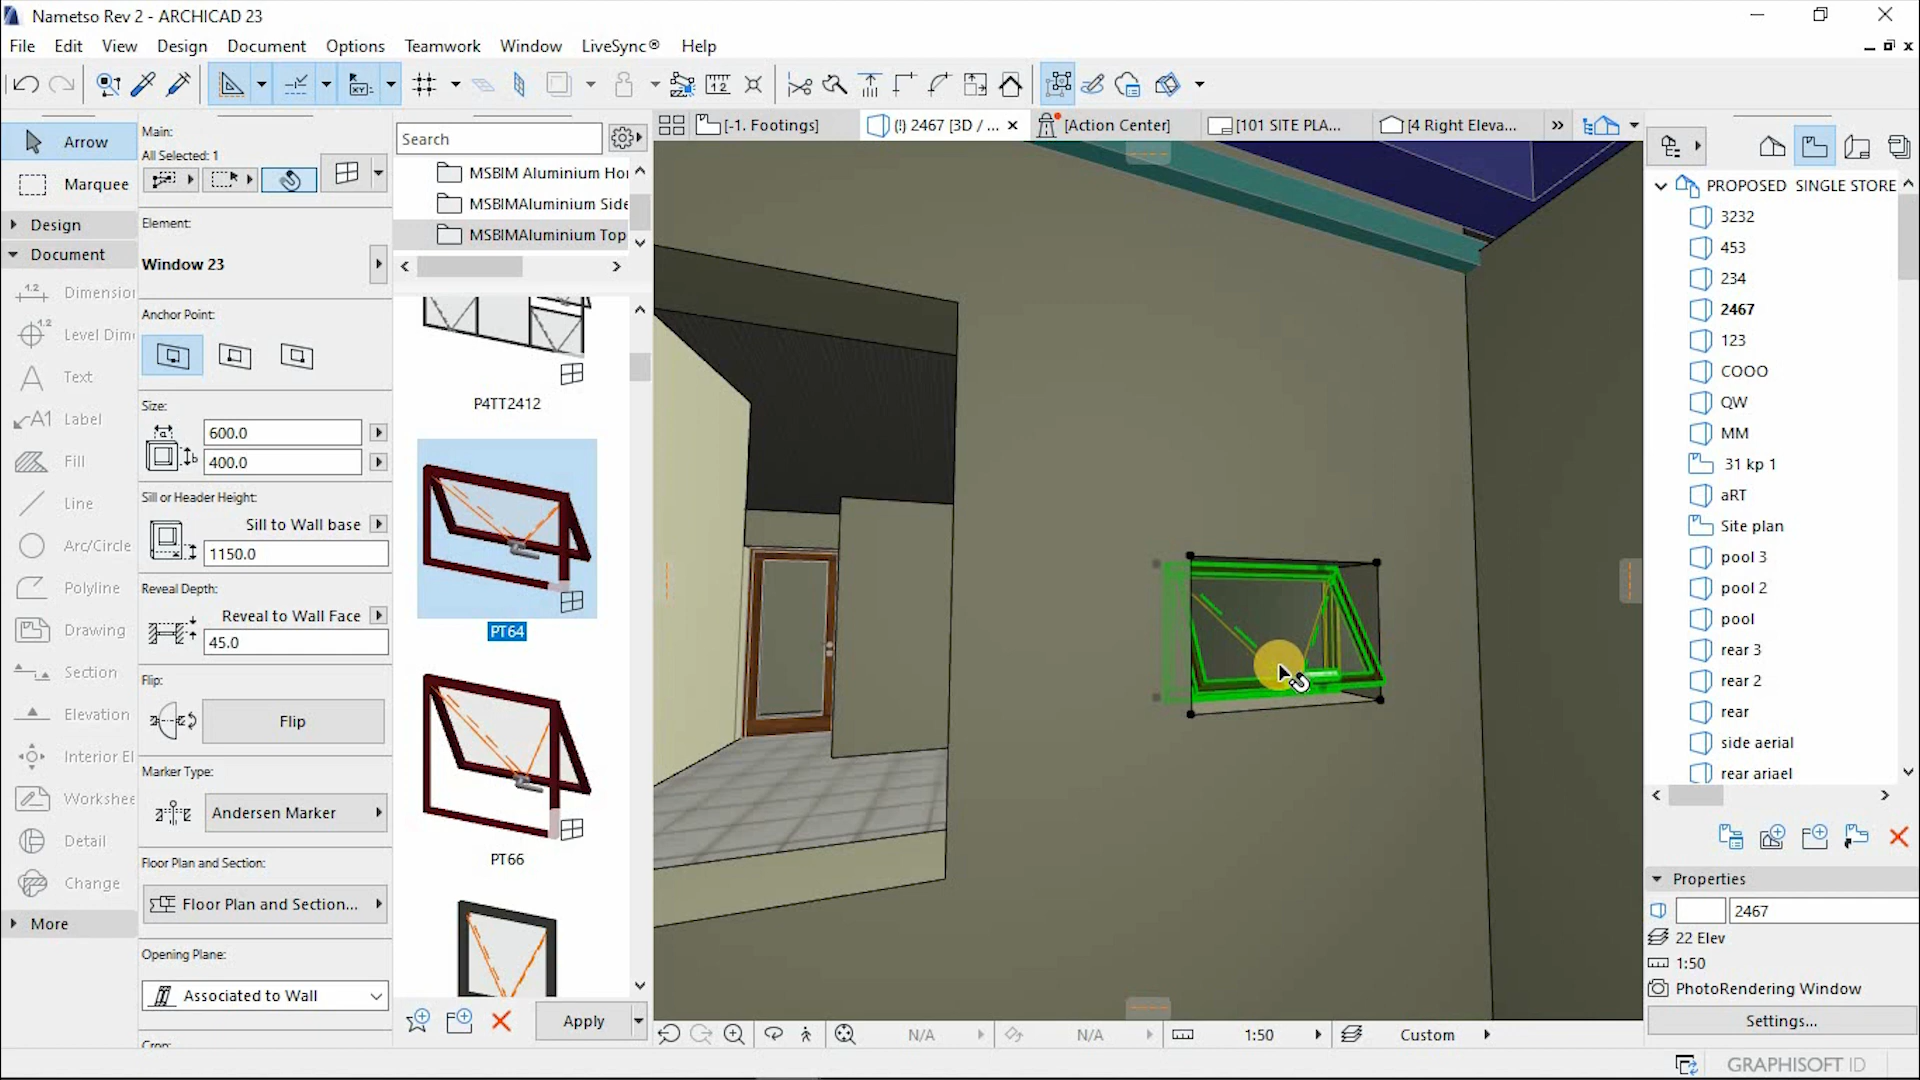 Nametso Rev 2 - ARCHICAD 23
File Edit View Design Document Options Teamwork Window LiveSync® Help
Arrow
Marquee
Design
Document
1.2
Dimensio
1.2
Level Dim
A Text
A1 Label
Fill
Line
Arc/Circle
Polyline
Drawing
Section
Elevation
Interior El
Workshee
Detail
Change
More
Main:
All Selected: 1
Element:
Window 23
Anchor Point:
Size:
a
600.0
b
400.0
Sill or Header Height:
Sill to Wall base
1150.0
Reveal Depth:
Reveal to Wall Face
45.0
Flip:
Flip
Marker Type:
Andersen Marker
Floor Plan and Section:
Floor Plan and Section...
Opening Plane:
Associated to Wall
Crop:
Search
MSBIM Aluminium Ho
MSBIMAluminium Side
MSBIMAluminium Top
P4TT2412
PT64
PT66
Apply
[-1. Footings]
(!) 2467 [3D / ...
[Action Center]
[101 SITE PLA...
[4 Right Eleva...
N/A
N/A
1:50
Custom
PROPOSED SINGLE STORE
3232
453
234
2467
123
COOO
QW
MM
31 kp 1
aRT
Site plan
pool 3
pool 2
pool
rear 3
rear 2
rear
side aerial
rear ariael
Properties
2467
22 Elev
1:50
PhotoRendering Window
Settings...
GRAPHISOFT ID